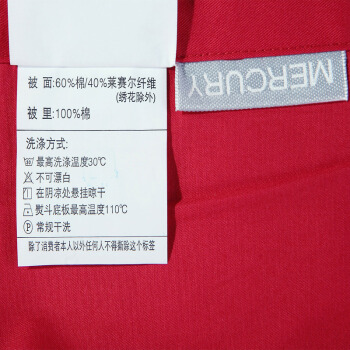 被 面:60%棉/40%莱赛尔纤维
(绣花除外)
被 里:100%棉
洗涤方式:
最高洗涤温度30℃
不可漂白
在阴凉处悬挂晾干
熨斗底板最高温度110℃
常规干洗
除了消费者本人以外任何人不得撕除这个标签
MERCURY